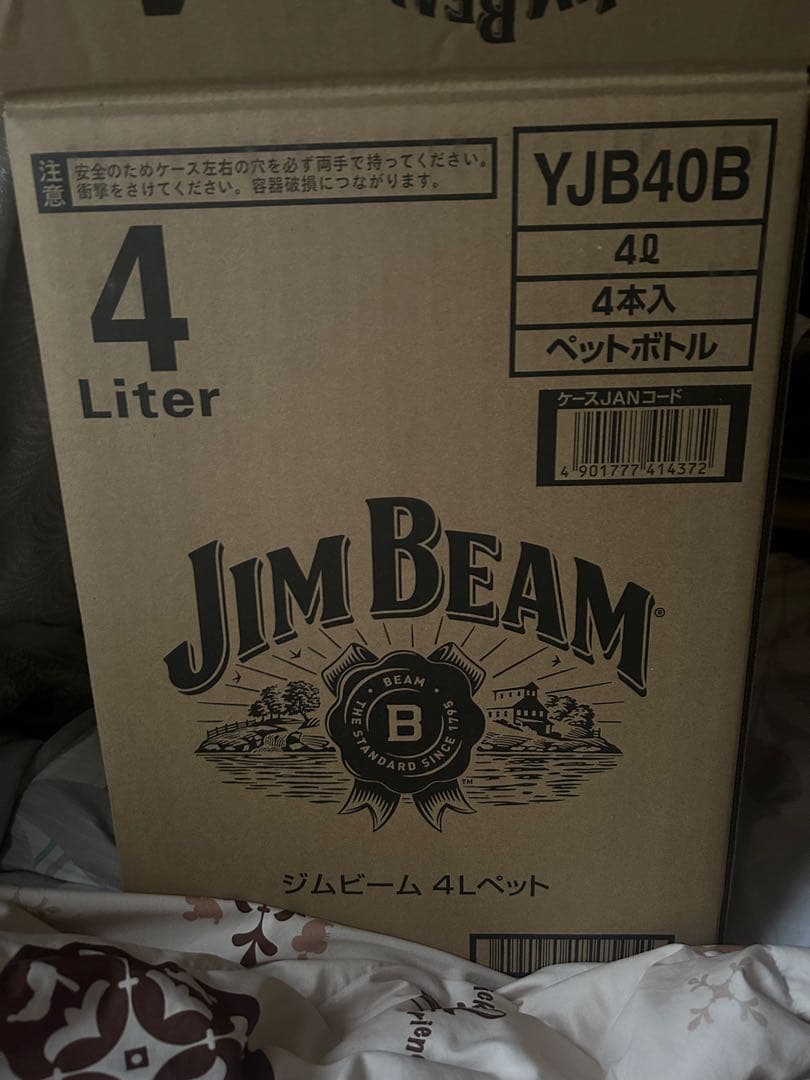 JIM BEAM
注意
安全のためケース左右の穴を必ず両手で持ってください。
衝撃をさけてください。容器破損につながります。
YJB40B
4ℓ
4本入
ペットボトル
4
Liter
ケースJANコード
4 901777 414372
JIM BEAM®
BEAM
B
THE STANDARD SINCE 1795
TM
ジムビーム 4Lペット